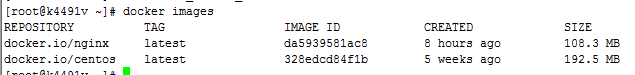 [root@k4491v ~]# docker images
REPOSITORY TAG IMAGE ID CREATED SIZE
docker.io/nginx latest da5939581ac8 8 hours ago 108.3 MB
docker.io/centos latest 328edcd84f1b 5 weeks ago 192.5 MB
[root@k4491v ~]#